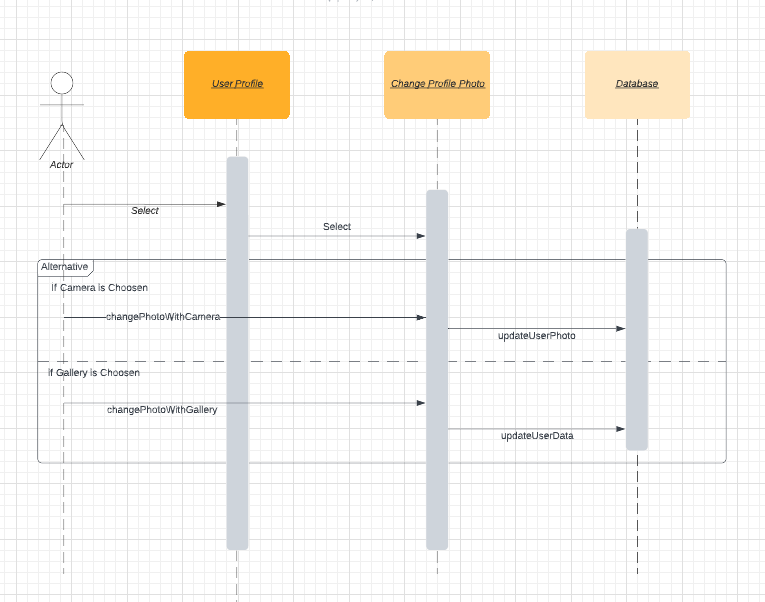 User Profile
Change Profile Photo
Database
Actor
Select
Select
Alternative
If Camera is Choosen
changePhotoWithCamera
updateUserPhoto
if Gallery is Choosen
changePhotoWithGallery
updateUserData